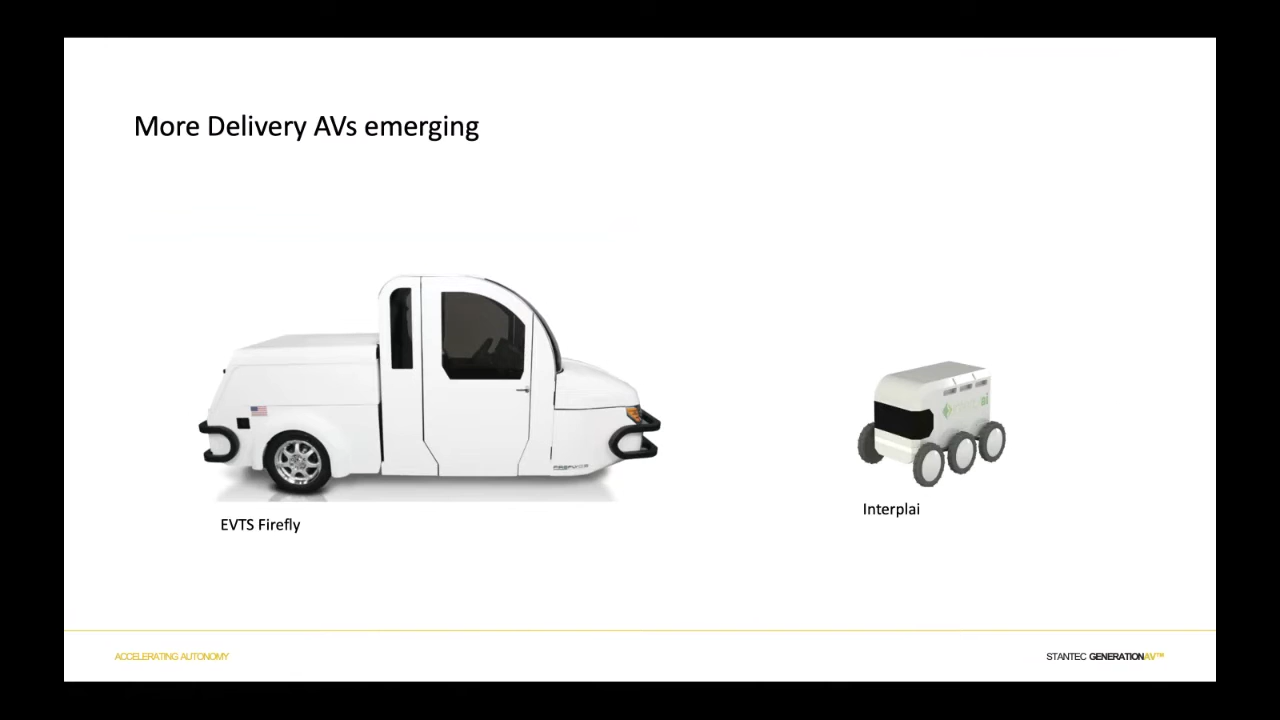 More Delivery AVs emerging
EVTS Firefly
Interplai
ACCELERATING AUTONOMY
STANTEC GENERATIONAV™